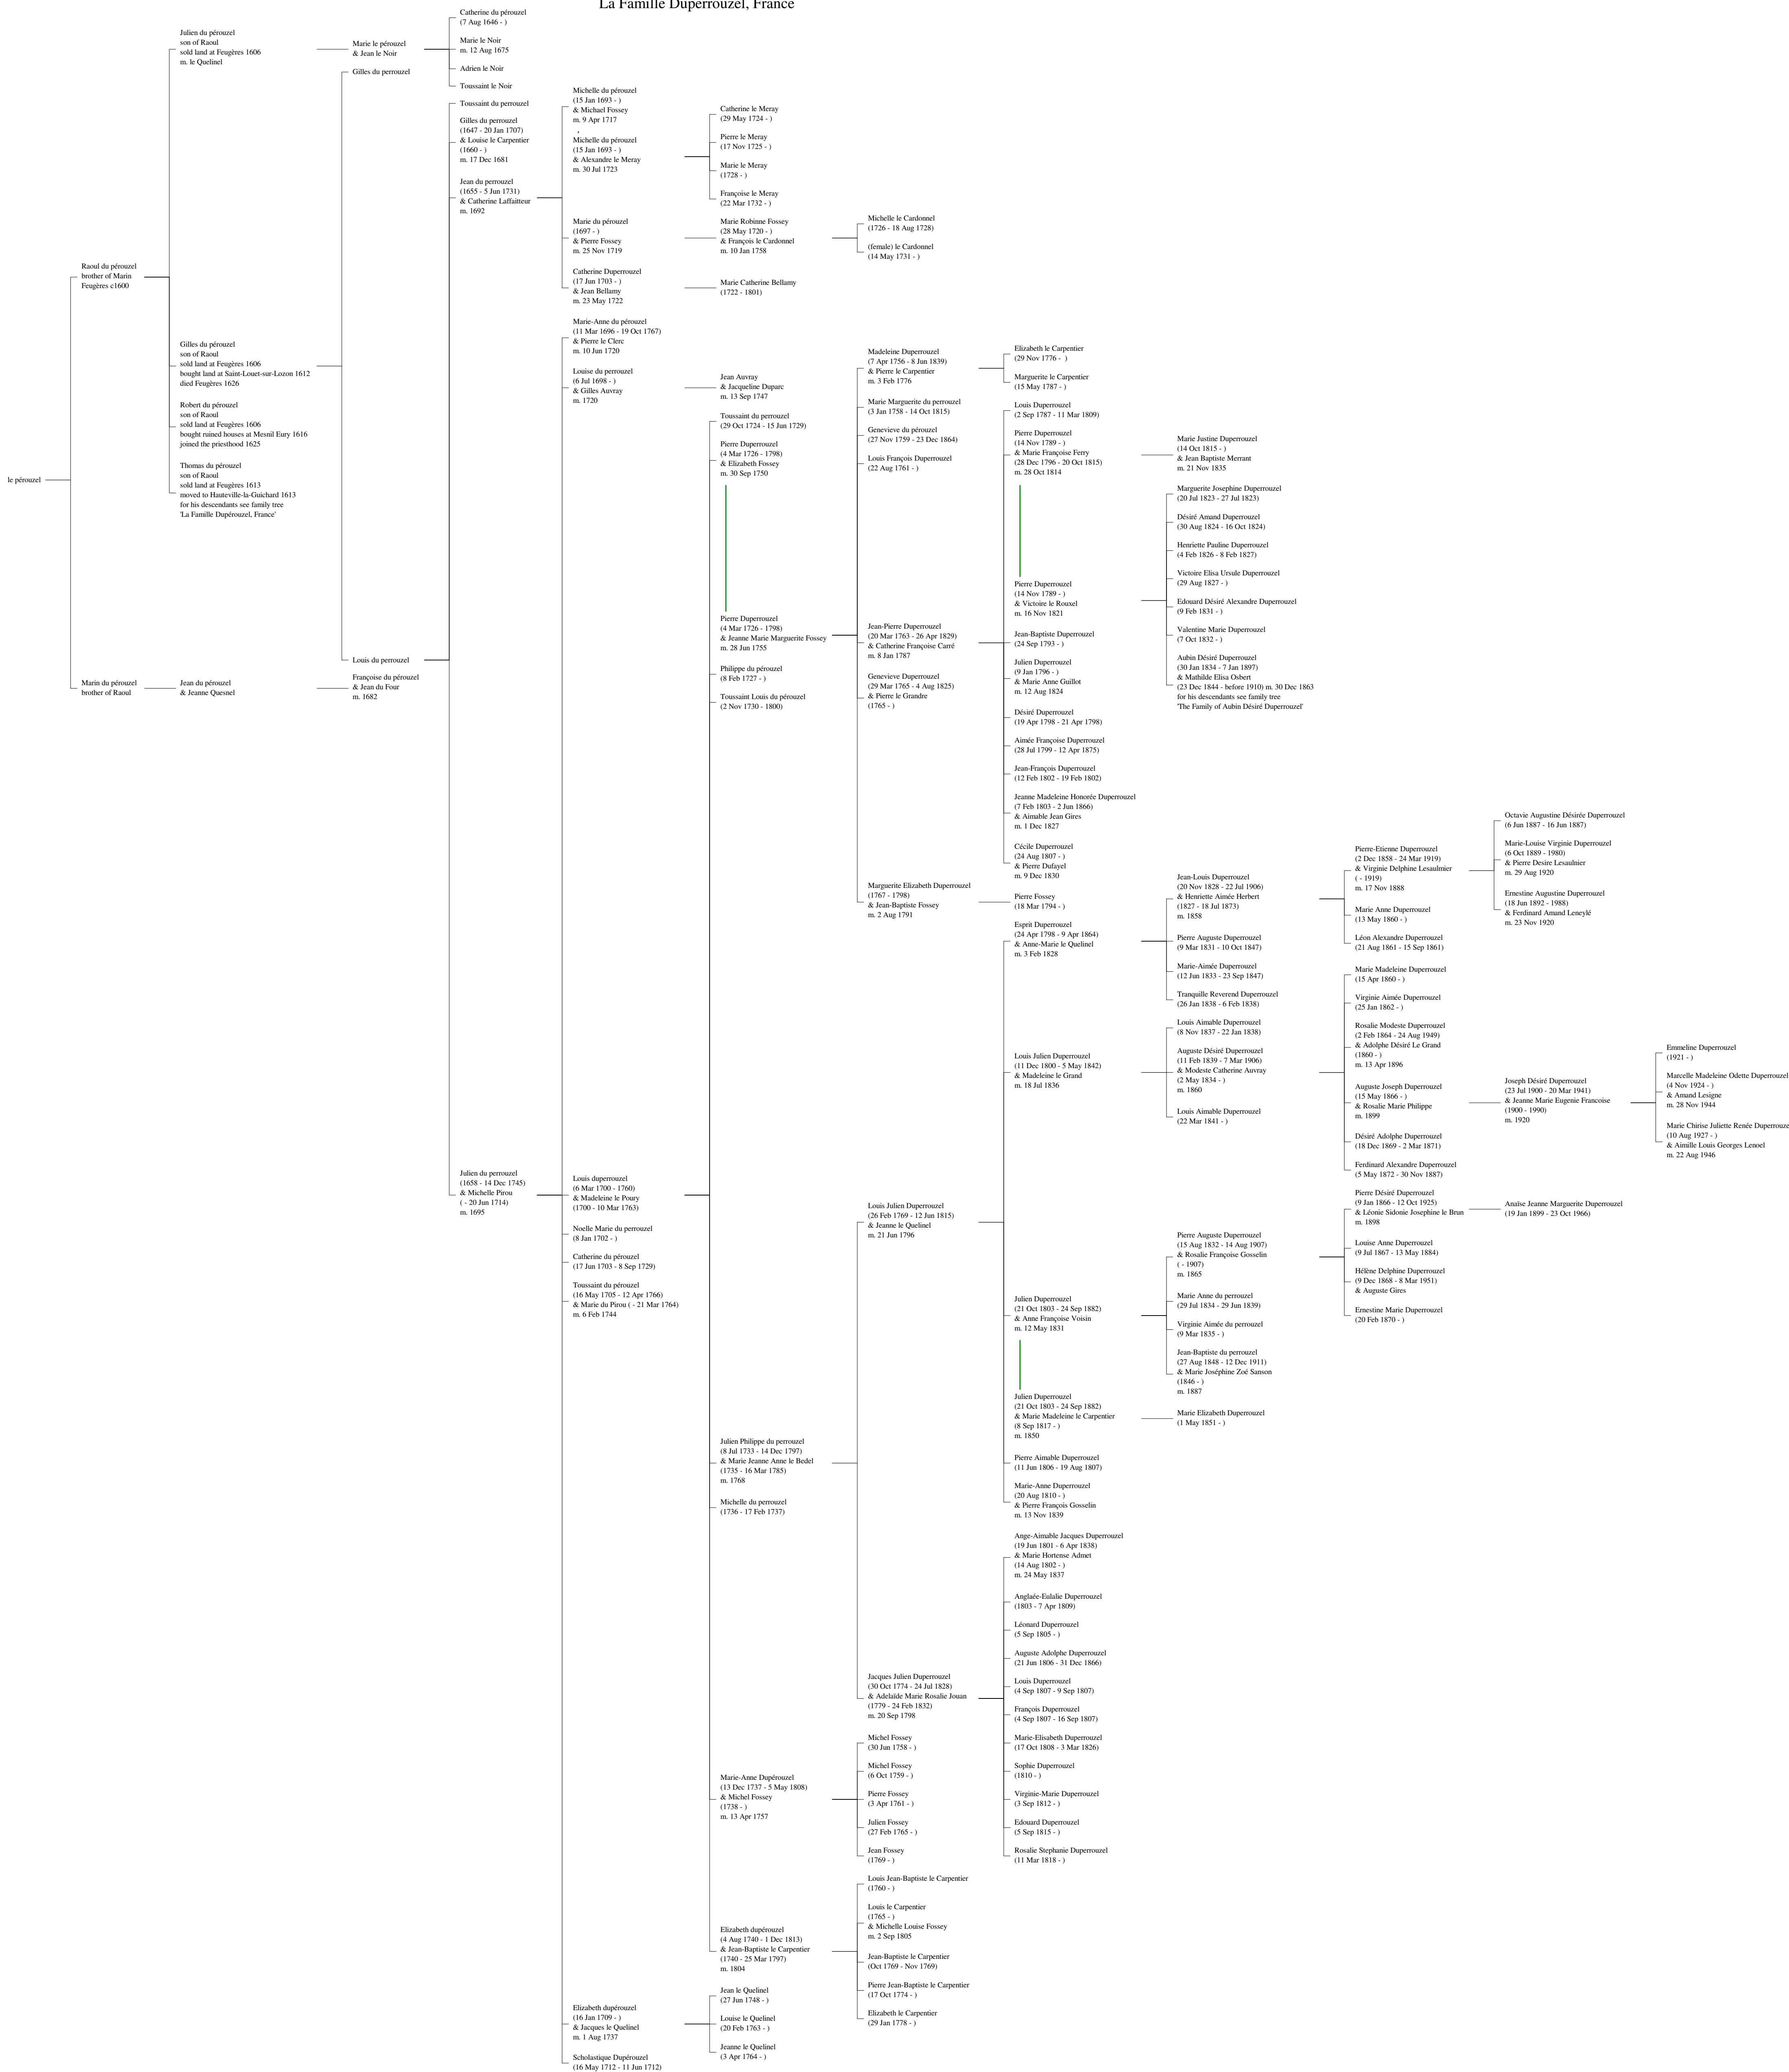 La Famille Duperrouzel, France
le pérouzel
Raoul du pérouzel
brother of Marin
Feugères c1600
Marin du pérouzel
brother of Raoul
Julien du pérouzel
son of Raoul
sold land at Feugères 1606
m. le Quelinel
Gilles du pérouzel
son of Raoul
sold land at Feugères 1606
bought land at Saint-Louet-sur-Lozon 1612
died Feugères 1626
Robert du pérouzel
son of Raoul
sold land at Feugères 1606
bought ruined houses at Mesnil Eury 1616
joined the priesthood 1625
Thomas du pérouzel
son of Raoul
sold land at Feugères 1613
moved to Hauteville-la-Guichard 1613
for his descendants see family tree
'La Famille Dupérouzel, France'
Jean du pérouzel
& Jeanne Quesnel
Marie le pérouzel
& Jean le Noir
Gilles du perrouzel
Louis du perrouzel
Françoise du pérouzel
& Jean du Four
m. 1682
Catherine du pérouzel
(7 Aug 1646 - )
Marie le Noir
m. 12 Aug 1675
Adrien le Noir
Toussaint le Noir
Toussaint du perrouzel
Gilles du perrouzel
(1647 - 20 Jan 1707)
& Louise le Carpentier
(1660 - )
m. 17 Dec 1681
Jean du perrouzel
(1655 - 5 Jun 1731)
& Catherine Laffaitteur
m. 1692
Julien du perrouzel
(1658 - 14 Dec 1745)
& Michelle Pirou
( - 20 Jun 1714)
m. 1695
Michelle du pérouzel
(15 Jan 1693 - )
& Michael Fossey
m. 9 Apr 1717
Michelle du pérouzel
(15 Jan 1693 - )
& Alexandre le Meray
m. 30 Jul 1723
Marie du pérouzel
(1697 - )
& Pierre Fossey
m. 25 Nov 1719
Catherine Duperrouzel
(17 Jun 1703 - )
& Jean Bellamy
m. 23 May 1722
Marie-Anne du pérouzel
(11 Mar 1696 - 19 Oct 1767)
& Pierre le Clerc
m. 10 Jun 1720
Louise du perrouzel
(6 Jul 1698 - )
& Gilles Auvray
m. 1720
Louis duperrouzel
(6 Mar 1700 - 1760)
& Madeleine le Poury
(1700 - 10 Mar 1763)
Noelle Marie du perrouzel
(8 Jan 1702 - )
Catherine du pérouzel
(17 Jun 1703 - 8 Sep 1729)
Toussaint du pérouzel
(16 May 1705 - 12 Apr 1766)
& Marie du Pirou ( - 21 Mar 1764)
m. 6 Feb 1744
Elizabeth dupérouzel
(16 Jan 1709 - )
& Jacques le Quelinel
m. 1 Aug 1737
Scholastique Dupérouzel
(16 May 1712 - 11 Jun 1712)
Catherine le Meray
(29 May 1724 - )
Pierre le Meray
(17 Nov 1725 - )
Marie le Meray
(1728 - )
Françoise le Meray
(22 Mar 1732 - )
Marie Robinne Fossey
(28 May 1720 - )
& François le Cardonnel
m. 10 Jan 1758
Marie Catherine Bellamy
(1722 - 1801)
Jean Auvray
& Jacqueline Duparc
m. 13 Sep 1747
Toussaint du perrouzel
(29 Oct 1724 - 15 Jun 1729)
Pierre Duperrouzel
(4 Mar 1726 - 1798)
& Elizabeth Fossey
m. 30 Sep 1750
Pierre Duperrouzel
(4 Mar 1726 - 1798)
& Jeanne Marie Marguerite Fossey
m. 28 Jun 1755
Philippe du pérouzel
(8 Feb 1727 - )
Toussaint Louis du pérouzel
(2 Nov 1730 - 1800)
Julien Philippe du perrouzel
(8 Jul 1733 - 14 Dec 1797)
& Marie Jeanne Anne le Bedel
(1735 - 16 Mar 1785)
m. 1768
Michelle du perrouzel
(1736 - 17 Feb 1737)
Marie-Anne Dupérouzel
(13 Dec 1737 - 5 May 1808)
& Michel Fossey
(1738 - )
m. 13 Apr 1757
Elizabeth dupérouzel
(4 Aug 1740 - 1 Dec 1813)
& Jean-Baptiste le Carpentier
(1740 - 25 Mar 1797)
m. 1804
Jean le Quelinel
(27 Jun 1748 - )
Louise le Quelinel
(20 Feb 1763 - )
Jeanne le Quelinel
(3 Apr 1764 - )
Michelle le Cardonnel
(1726 - 18 Aug 1728)
(female) le Cardonnel
(14 May 1731 - )
Madeleine Duperrouzel
(7 Apr 1756 - 8 Jun 1839)
& Pierre le Carpentier
m. 3 Feb 1776
Marie Marguerite du perrouzel
(3 Jan 1758 - 14 Oct 1815)
Genevieve du pérouzel
(27 Nov 1759 - 23 Dec 1864)
Louis François Duperrouzel
(22 Aug 1761 - )
Jean-Pierre Duperrouzel
(20 Mar 1763 - 26 Apr 1829)
& Catherine Françoise Carré
m. 8 Jan 1787
Genevieve Duperrouzel
(29 Mar 1765 - 4 Aug 1825)
& Pierre le Grandre
(1765 - )
Marguerite Elizabeth Duperrouzel
(1767 - 1798)
& Jean-Baptiste Fossey
m. 2 Aug 1791
Louis Julien Duperrouzel
(26 Feb 1769 - 12 Jun 1815)
& Jeanne le Quelinel
m. 21 Jun 1796
Jacques Julien Duperrouzel
(30 Oct 1774 - 24 Jul 1828)
& Adelaïde Marie Rosalie Jouan
(1779 - 24 Feb 1832)
m. 20 Sep 1798
Michel Fossey
(30 Jun 1758 - )
Michel Fossey
(6 Oct 1759 - )
Pierre Fossey
(3 Apr 1761 - )
Julien Fossey
(27 Feb 1765 - )
Jean Fossey
(1769 - )
Louis Jean-Baptiste le Carpentier
(1760 - )
Louis le Carpentier
(1765 - )
& Michelle Louise Fossey
m. 2 Sep 1805
Jean-Baptiste le Carpentier
(Oct 1769 - Nov 1769)
Pierre Jean-Baptiste le Carpentier
(17 Oct 1774 - )
Elizabeth le Carpentier
(29 Jan 1778 - )
Elizabeth le Carpentier
(29 Nov 1776 - )
Marguerite le Carpentier
(15 May 1787 - )
Louis Duperrouzel
(2 Sep 1787 - 11 Mar 1809)
Pierre Duperrouzel
(14 Nov 1789 - )
& Marie Françoise Ferry
(28 Dec 1796 - 20 Oct 1815)
m. 28 Oct 1814
Pierre Duperrouzel
(14 Nov 1789 - )
& Victoire le Rouxel
m. 16 Nov 1821
Jean-Baptiste Duperrouzel
(24 Sep 1793 - )
Julien Duperrouzel
(9 Jan 1796 - )
& Marie Anne Guillot
m. 12 Aug 1824
Désiré Duperrouzel
(19 Apr 1798 - 21 Apr 1798)
Aimée Françoise Duperrouzel
(28 Jul 1799 - 12 Apr 1875)
Jean-François Duperrouzel
(12 Feb 1802 - 19 Feb 1802)
Jeanne Madeleine Honorée Duperrouzel
(7 Feb 1803 - 2 Jun 1866)
& Aimable Jean Gires
m. 1 Dec 1827
Cécile Duperrouzel
(24 Aug 1807 - )
& Pierre Dufayel
m. 9 Dec 1830
Pierre Fossey
(18 Mar 1794 - )
Esprit Duperrouzel
(24 Apr 1798 - 9 Apr 1864)
& Anne-Marie le Quelinel
m. 3 Feb 1828
Louis Julien Duperrouzel
(11 Dec 1800 - 5 May 1842)
& Madeleine le Grand
m. 18 Jul 1836
Julien Duperrouzel
(21 Oct 1803 - 24 Sep 1882)
& Anne Françoise Voisin
m. 12 May 1831
Julien Duperrouzel
(21 Oct 1803 - 24 Sep 1882)
& Marie Madeleine le Carpentier
(8 Sep 1817 - )
m. 1850
Pierre Aimable Duperrouzel
(11 Jun 1806 - 19 Aug 1807)
Marie-Anne Duperrouzel
(20 Aug 1810 - )
& Pierre François Gosselin
m. 13 Nov 1839
Ange-Aimable Jacques Duperrouzel
(19 Jun 1801 - 6 Apr 1838)
& Marie Hortense Admet
(14 Aug 1802 - )
m. 24 May 1837
Anglaée-Eulalie Duperrouzel
(1803 - 7 Apr 1809)
Léonard Duperrouzel
(5 Sep 1805 - )
Auguste Adolphe Duperrouzel
(21 Jun 1806 - 31 Dec 1866)
Louis Duperrouzel
(4 Sep 1807 - 9 Sep 1807)
François Duperrouzel
(4 Sep 1807 - 16 Sep 1807)
Marie-Elisabeth Duperrouzel
(17 Oct 1808 - 3 Mar 1826)
Sophie Duperrouzel
(1810 - )
Virginie-Marie Duperrouzel
(3 Sep 1812 - )
Edouard Duperrouzel
(5 Sep 1815 - )
Rosalie Stephanie Duperrouzel
(11 Mar 1818 - )
Marie Justine Duperrouzel
(14 Oct 1815 - )
& Jean Baptiste Merrant
m. 21 Nov 1835
Marguerite Josephine Duperrouzel
(20 Jul 1823 - 27 Jul 1823)
Désiré Amand Duperrouzel
(30 Aug 1824 - 16 Oct 1824)
Henriette Pauline Duperrouzel
(4 Feb 1826 - 8 Feb 1827)
Victoire Elisa Ursule Duperrouzel
(29 Aug 1827 - )
Edouard Désiré Alexandre Duperrouzel
(9 Feb 1831 - )
Valentine Marie Duperrouzel
(7 Oct 1832 - )
Aubin Désiré Duperrouzel
(30 Jan 1834 - 7 Jan 1897)
& Mathilde Elisa Osbert
(23 Dec 1844 - before 1910) m. 30 Dec 1863
for his descendants see family tree
'The Family of Aubin Désiré Duperrouzel'
Jean-Louis Duperrouzel
(20 Nov 1828 - 22 Jul 1906)
& Henriette Aimée Herbert
(1827 - 18 Jul 1873)
m. 1858
Pierre Auguste Duperrouzel
(9 Mar 1831 - 10 Oct 1847)
Marie-Aimée Duperrouzel
(12 Jun 1833 - 23 Sep 1847)
Tranquille Reverend Duperrouzel
(26 Jan 1838 - 6 Feb 1838)
Louis Aimable Duperrouzel
(8 Nov 1837 - 22 Jan 1838)
Auguste Désiré Duperrouzel
(11 Feb 1839 - 7 Mar 1906)
& Modeste Catherine Auvray
(2 May 1834 - )
m. 1860
Louis Aimable Duperrouzel
(22 Mar 1841 - )
Pierre Auguste Duperrouzel
(15 Aug 1832 - 14 Aug 1907)
& Rosalie Françoise Gosselin
( - 1907)
m. 1865
Marie Anne du perrouzel
(29 Jul 1834 - 29 Jun 1839)
Virginie Aimée du perrouzel
(9 Mar 1835 - )
Jean-Baptiste du perrouzel
(27 Aug 1848 - 12 Dec 1911)
& Marie Joséphine Zoé Sanson
(1846 - )
m. 1887
Marie Elizabeth Duperrouzel
(1 May 1851 - )
Pierre-Etienne Duperrouzel
(2 Dec 1858 - 24 Mar 1919)
& Virginie Delphine Lesaulmier
( - 1919)
m. 17 Nov 1888
Marie Anne Duperrouzel
(13 May 1860 - )
Léon Alexandre Duperrouzel
(21 Aug 1861 - 15 Sep 1861)
Marie Madeleine Duperrouzel
(15 Apr 1860 - )
Virginie Aimée Duperrouzel
(25 Jan 1862 - )
Rosalie Modeste Duperrouzel
(2 Feb 1864 - 24 Aug 1949)
& Adolphe Désiré Le Grand
(1860 - )
m. 13 Apr 1896
Auguste Joseph Duperrouzel
(15 May 1866 - )
& Rosalie Marie Philippe
m. 1899
Désiré Adolphe Duperrouzel
(18 Dec 1869 - 2 Mar 1871)
Ferdinard Alexandre Duperrouzel
(5 May 1872 - 30 Nov 1887)
Pierre Désiré Duperrouzel
(9 Jan 1866 - 12 Oct 1925)
& Léonie Sidonie Josephine le Brun
m. 1898
Louise Anne Duperrouzel
(9 Jul 1867 - 13 May 1884)
Hélène Delphine Duperrouzel
(9 Dec 1868 - 8 Mar 1951)
& Auguste Gires
Ernestine Marie Duperrouzel
(20 Feb 1870 - )
Octavie Augustine Désirée Duperrouzel
(6 Jun 1887 - 16 Jun 1887)
Marie-Louise Virginie Duperrouzel
(6 Oct 1889 - 1980)
& Pierre Desire Lesaulnier
m. 29 Aug 1920
Ernestine Augustine Duperrouzel
(18 Jun 1892 - 1988)
& Ferdinard Amand Leneylé
m. 23 Nov 1920
Joseph Désiré Duperrouzel
(23 Jul 1900 - 20 Mar 1941)
& Jeanne Marie Eugenie Francoise
(1900 - 1990)
m. 1920
Anaïse Jeanne Marguerite Duperrouzel
(19 Jan 1899 - 23 Oct 1966)
Emmeline Duperrouzel
(1921 - )
Marcelle Madeleine Odette Duperrouzel
(4 Nov 1924 - )
& Amand Lesigne
m. 28 Nov 1944
Marie Chirise Juliette Renée Duperrouze
(10 Aug 1927 - )
& Aimille Louis Georges Lenoel
m. 22 Aug 1946